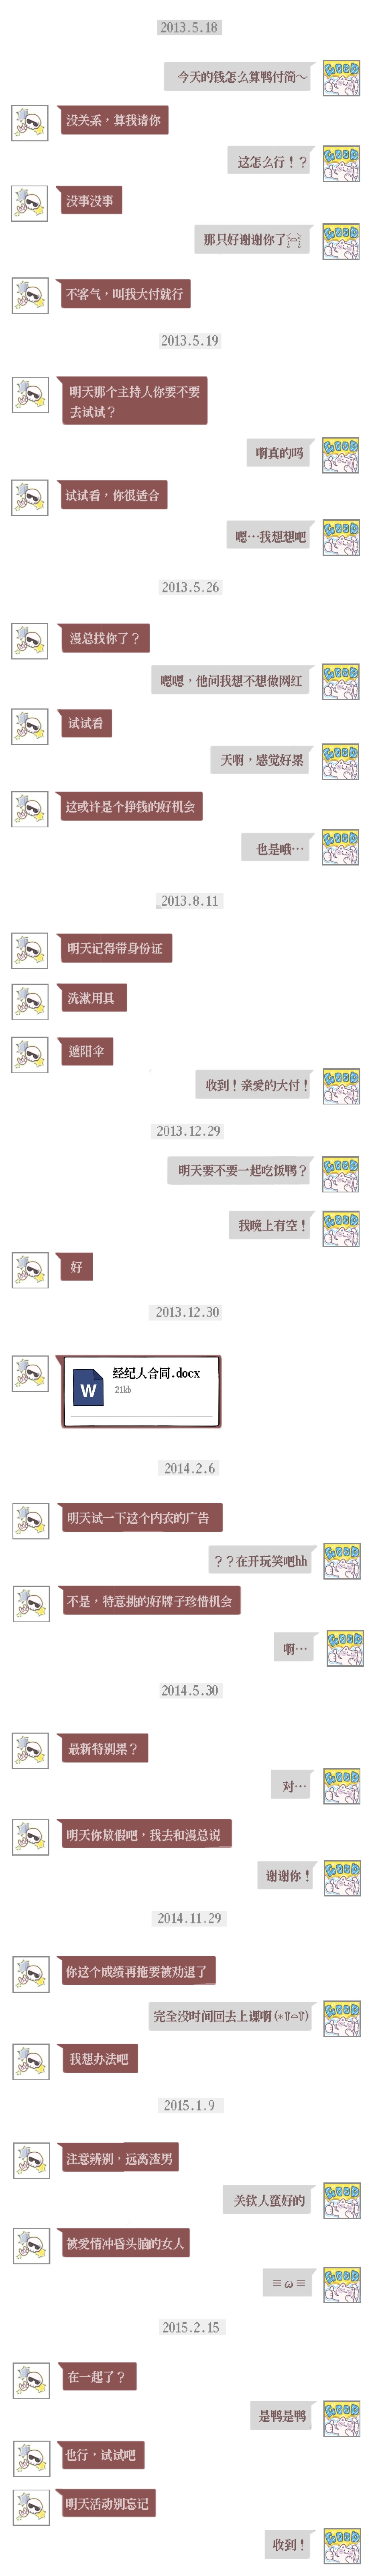 2013.5.18
今天的钱怎么算鸭付简～
没关系，算我请你
这怎么行！？
没事没事
那只好谢谢你了
不客气，叫我大付就行
2013.5.19
明天那个主持人你要不要
去试试？
啊真的吗
试试看，你很适合
嗯…我想想吧
2013.5.26
漫总找你了？
嗯嗯，他问我想不想做网红
试试看
天啊，感觉好累
这或许是个挣钱的好机会
也是哦…
2013.8.11
明天记得带身份证
洗漱用具
遮阳伞
收到！亲爱的大付！
2013.12.29
明天要不要一起吃饭鸭？
我晚上有空！
好
2013.12.30
经纪人合同.docx
W
21kb
2014.2.6
明天试一下这个内衣的广告
？？在开玩笑吧hh
不是，特意挑的好牌子珍惜机会
啊…
2014.5.30
最新特别累？
对…
明天你放假吧，我去和漫总说
谢谢你！
2014.11.29
你这个成绩再拖要被劝退了
完全没时间回去上课啊
我想办法吧
2015.1.9
注意辨别，远离渣男
关钦人蛮好的
被爱情冲昏头脑的女人
≡ω≡
2015.2.15
在一起了？
是鸭是鸭
也行，试试吧
明天活动别忘记
收到！